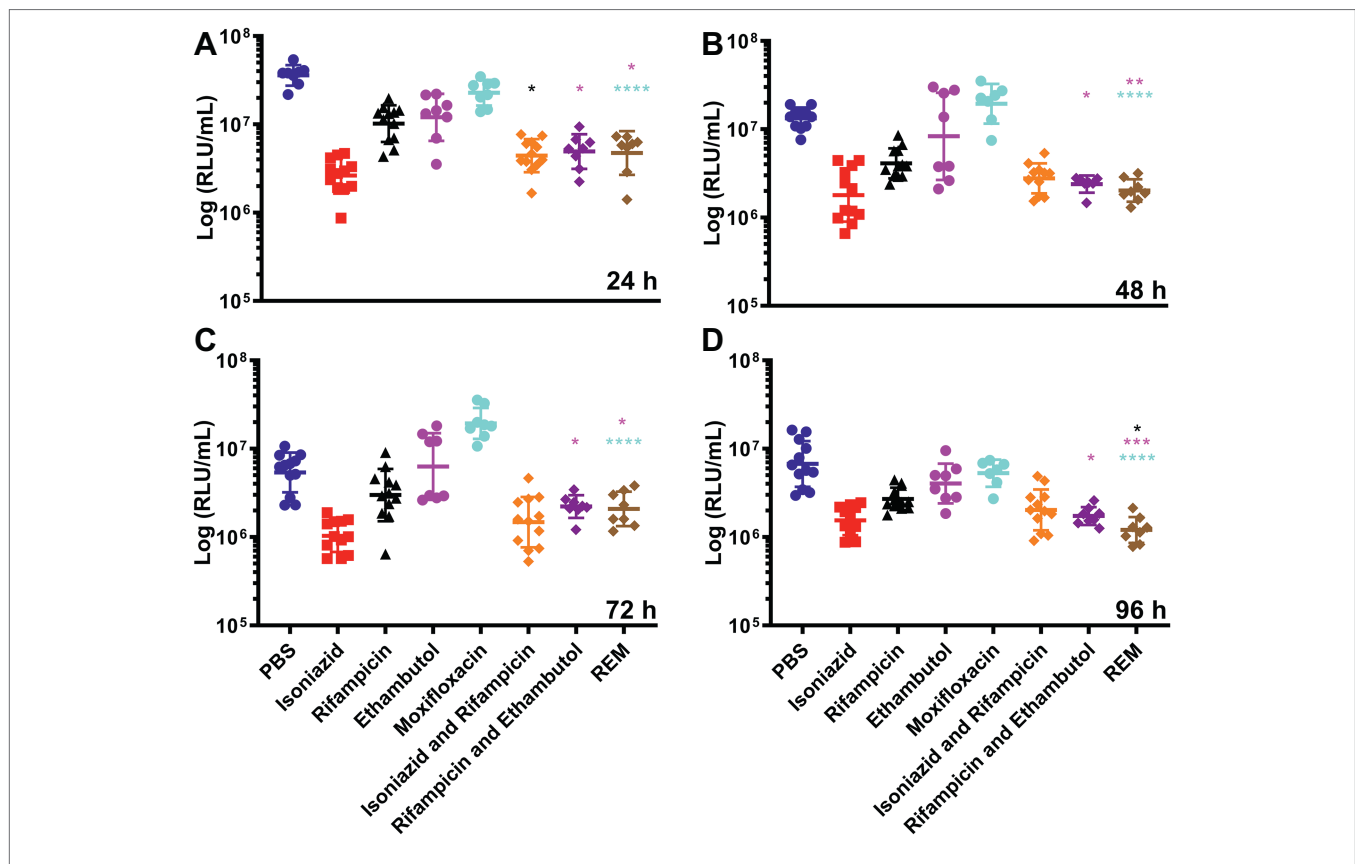 A
Log (RLU/mL)
10⁸
10⁷
10⁶
10⁵
*
*
*
****
24 h
B
Log (RLU/mL)
10⁸
10⁷
10⁶
10⁵
*
**
****
48 h
C
Log (RLU/mL)
10⁸
10⁷
10⁶
10⁵
*
*
****
72 h
PBS
Isoniazid
Rifampicin
Ethambutol
Moxifloxacin
Isoniazid and Rifampicin
Rifampicin and Ethambutol
REM
D
Log (RLU/mL)
10⁸
10⁷
10⁶
10⁵
*
*
***
****
96 h
PBS
Isoniazid
Rifampicin
Ethambutol
Moxifloxacin
Isoniazid and Rifampicin
Rifampicin and Ethambutol
REM